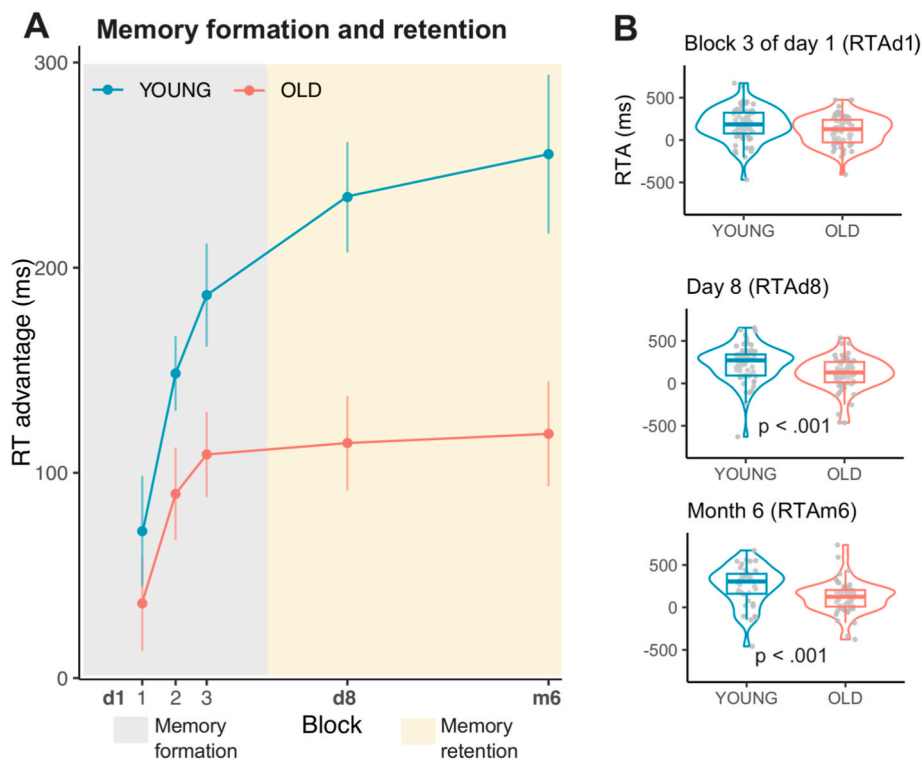 A
Memory formation and retention
300
200
100
0
RT advantage (ms)
YOUNG
OLD
d1 1 2 3 d8 m6
Block
Memory
formation
Memory
retention
B
Block 3 of day 1 (RTAd1)
RTA (ms)
500
0
-500
YOUNG OLD
Day 8 (RTAd8)
500
0
-500
p < .001
YOUNG OLD
Month 6 (RTAm6)
500
0
-500
p < .001
YOUNG OLD